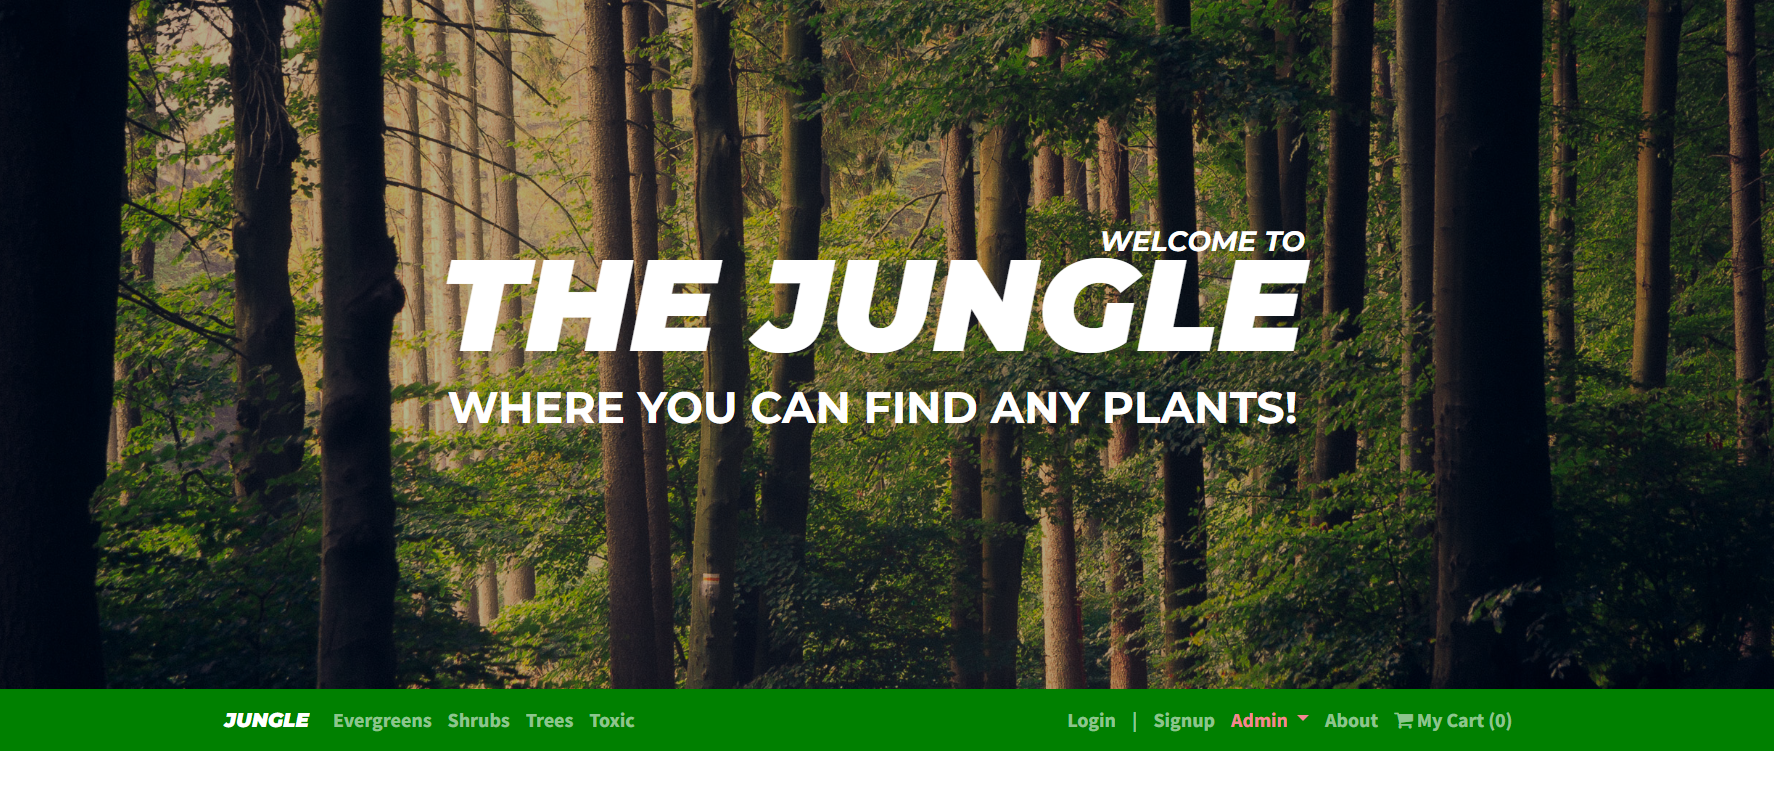 WELCOME TO
THE JUNGLE
WHERE YOU CAN FIND ANY PLANTS!
JUNGLE Evergreens Shrubs Trees Toxic Login | Signup Admin About My Cart (0)